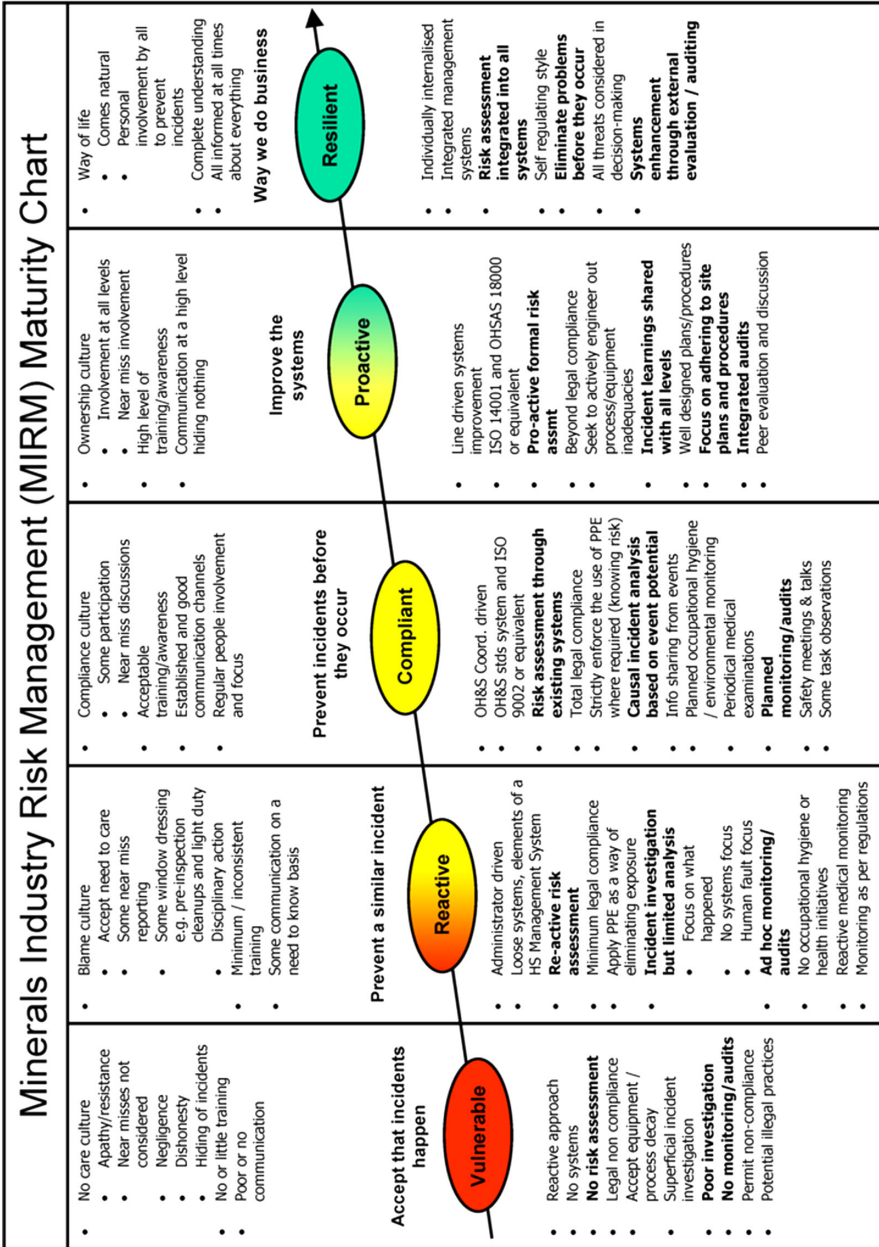 Minerals Industry Risk Management (MIRM) Maturity Chart
• No care culture
• Apathy/resistance
• Near misses not
considered
• Negligence
• Dishonesty
• Hiding of incidents
• No or little training
• Poor or no
communication
Accept that incidents
happen
Vulnerable
• Reactive approach
• No systems
• No risk assessment
• Legal non compliance
• Accept equipment /
process decay
• Superficial incident
investigation
• Poor investigation
• No monitoring/audits
• Permit non-compliance
• Potential illegal practices
• Blame culture
• Accept need to care
• Some near miss
reporting
• Some window dressing
e.g. pre-inspection
cleanups and light duty
• Disciplinary action
• Minimum / inconsistent
training
• Some communication on a
need to know basis
Prevent a similar incident
Reactive
• Administrator driven
• Loose systems, elements of a
HS Management System
• Re-active risk
assessment
• Minimum legal compliance
• Apply PPE as a way of
eliminating exposure
• Incident investigation
but limited analysis
• Focus on what
happened
• No systems focus
• Human fault focus
• Ad hoc monitoring/
audits
• No occupational hygiene or
health initiatives
• Reactive medical monitoring
• Monitoring as per regulations
• Compliance culture
• Some participation
• Near miss discussions
• Acceptable
training/awareness
• Established and good
communication channels
• Regular people involvement
and focus
Prevent incidents before
they occur
Compliant
• OH&S Coord. driven
• OH&S stds system and ISO
9002 or equivalent
• Risk assessment through
existing systems
• Total legal compliance
• Strictly enforce the use of PPE
where required (knowing risk)
• Causal incident analysis
based on event potential
• Info sharing from events
• Planned occupational hygiene
/ environmental monitoring
• Periodical medical
examinations
• Planned
monitoring/audits
• Safety meetings & talks
• Some task observations
• Ownership culture
• Involvement at all levels
• Near miss involvement
• High level of
training/awareness
• Communication at a high level
hiding nothing
Improve the
systems
Proactive
• Line driven systems
improvement
• ISO 14001 and OHSAS 18000
or equivalent
• Pro-active formal risk
assmt
• Beyond legal compliance
• Seek to actively engineer out
process/equipment
inadequacies
• Incident learnings shared
with all levels
• Well designed plans/procedures
• Focus on adhering to site
plans and procedures
• Integrated audits
• Peer evaluation and discussion
• Way of life
• Comes natural
• Personal
involvement by all
to prevent
incidents
• Complete understanding
• All informed at all times
about everything
Way we do business
Resilient
• Individually internalised
• Integrated management
systems
• Risk assessment
integrated into all
systems
• Self regulating style
• Eliminate problems
before they occur
• All threats considered in
decision-making
• Systems
enhancement
through external
evaluation / auditing